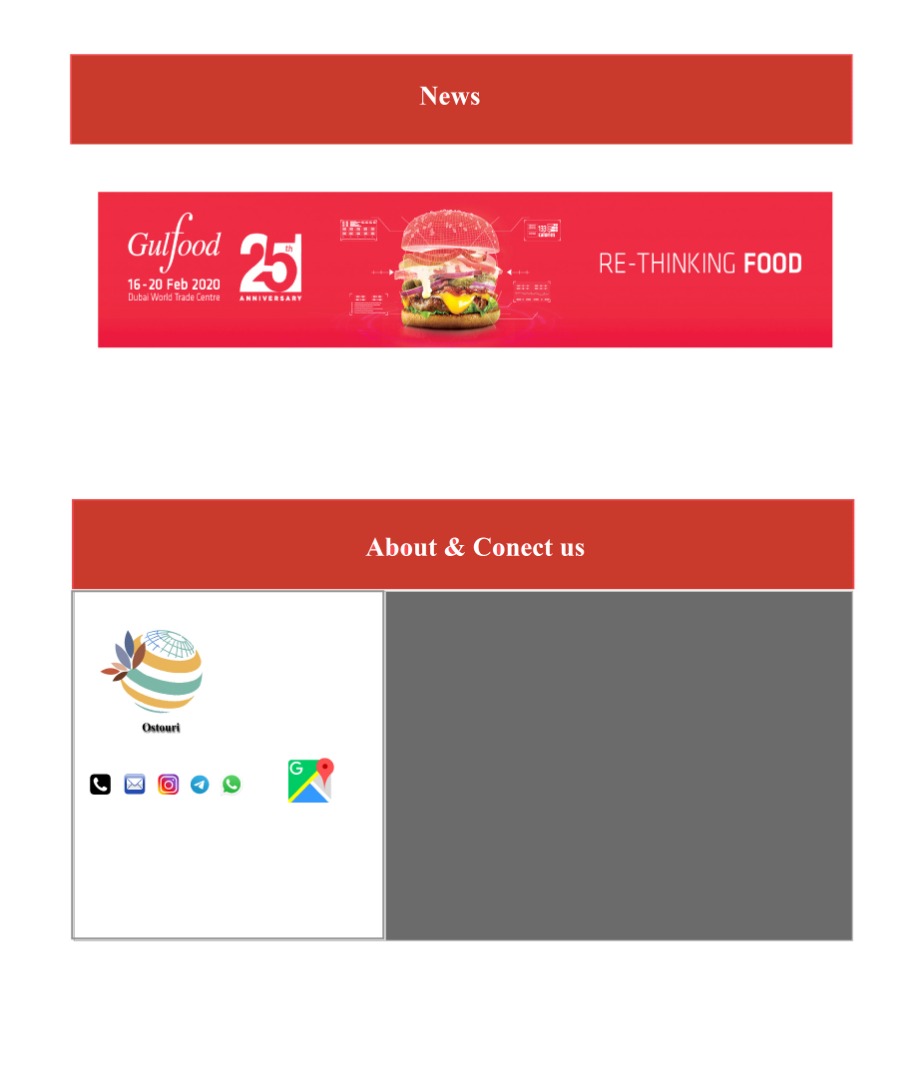 News
Gulfood
25th
ANNIVERSARY
16-20 Feb 2020
Dubai World Trade Centre
RE-THINKING FOOD
About & Conect us
Ostouri
G